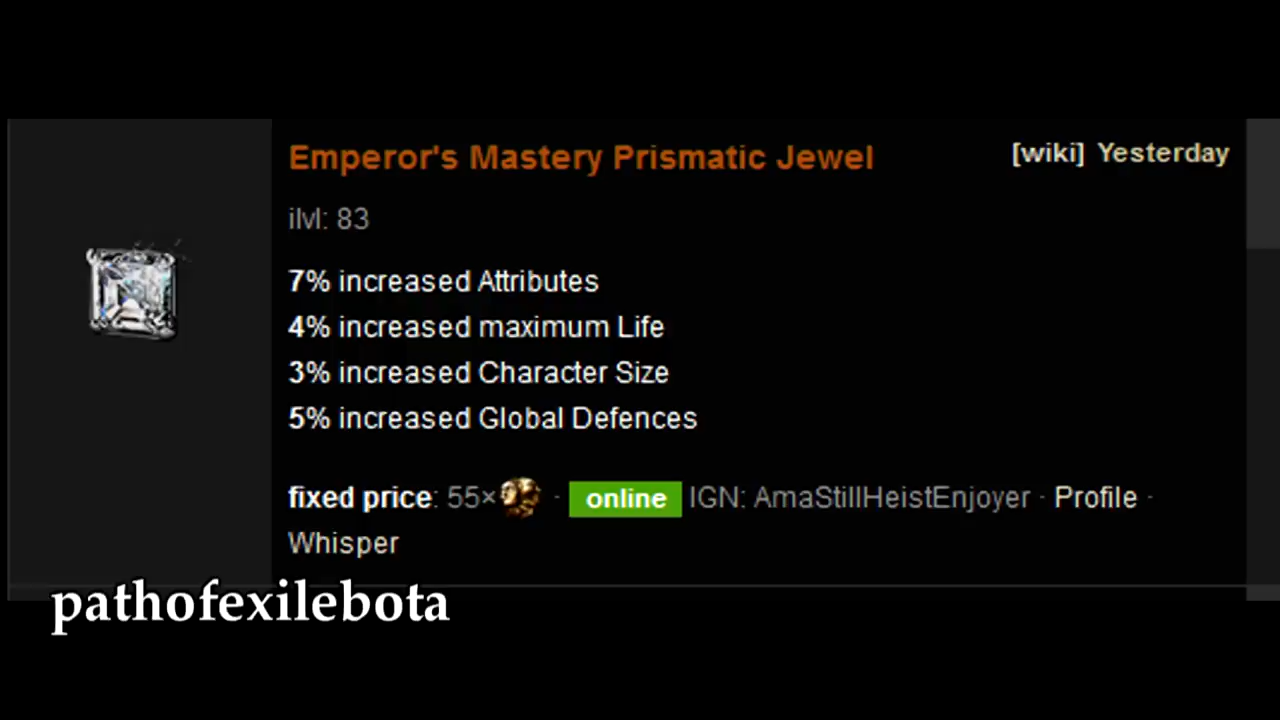 Emperor's Mastery Prismatic Jewel [wiki] Yesterday
ilvl: 83
7% increased Attributes
4% increased maximum Life
3% increased Character Size
5% increased Global Defences
fixed price: 55× · online IGN: AmaStillHeistEnjoyer · Profile ·
Whisper
pathofexilebota